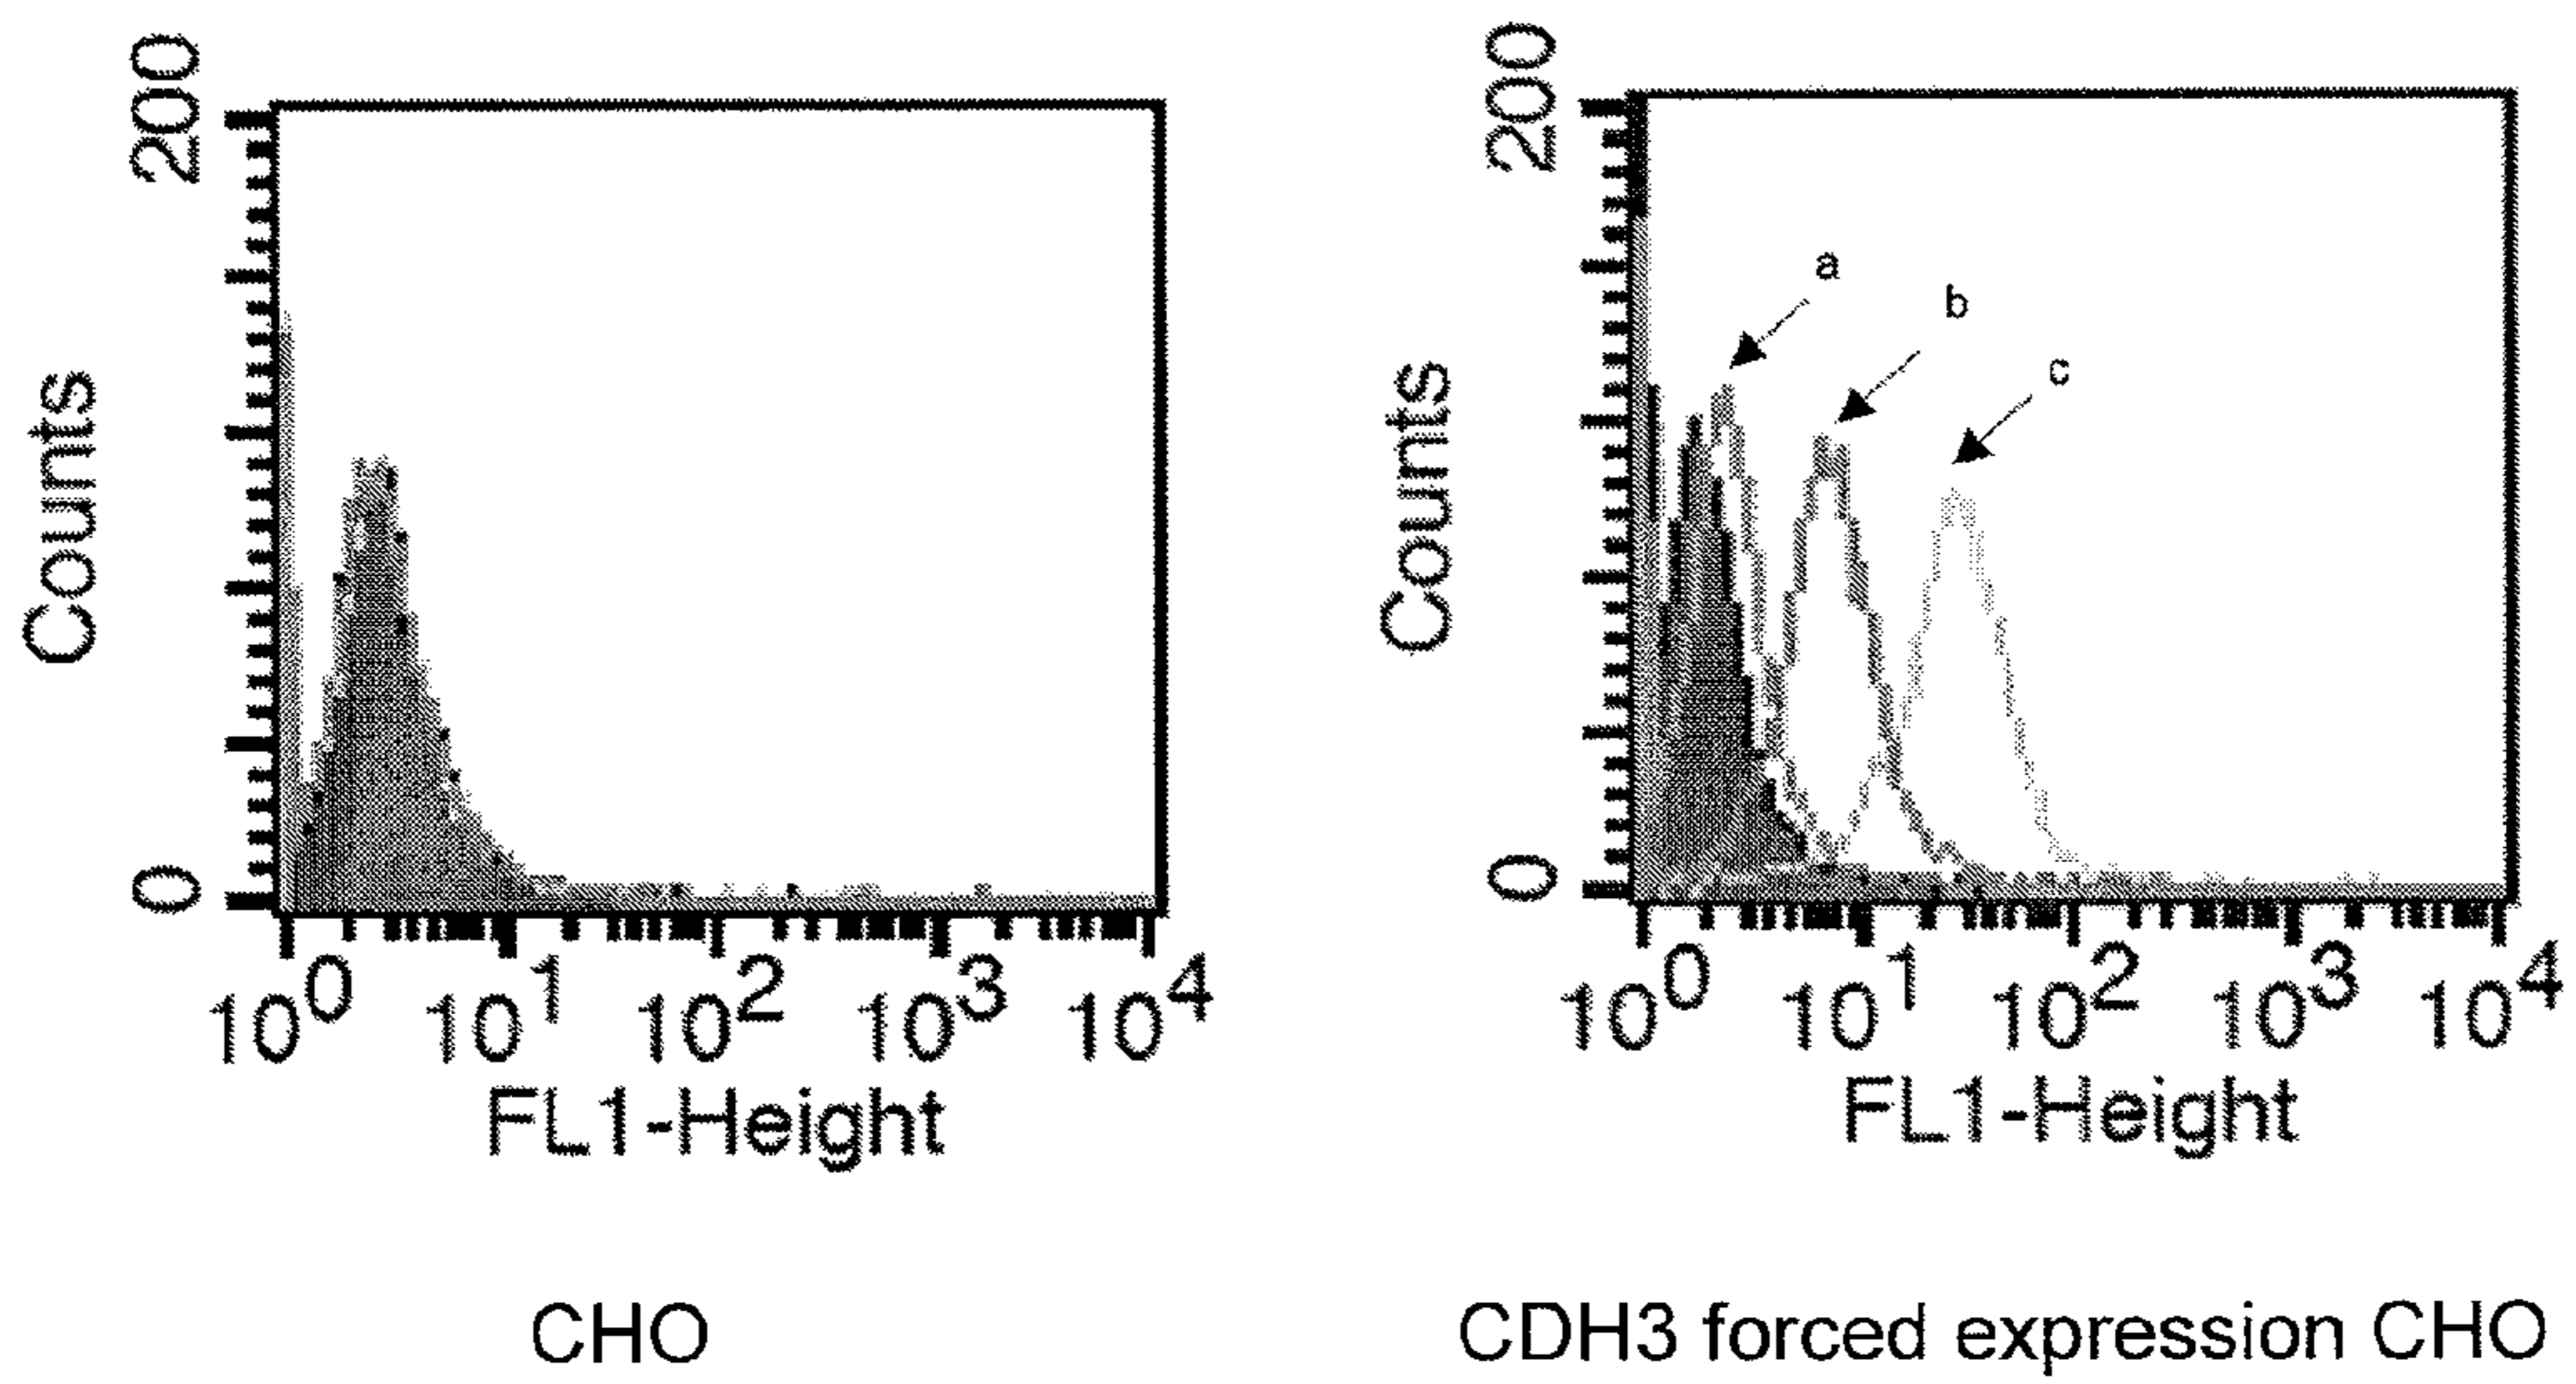 200
Counts
0
10^0 10^1 10^2 10^3 10^4
FL1-Height
CHO
200
a
b
c
Counts
0
10^0 10^1 10^2 10^3 10^4
FL1-Height
CDH3 forced expression CHO